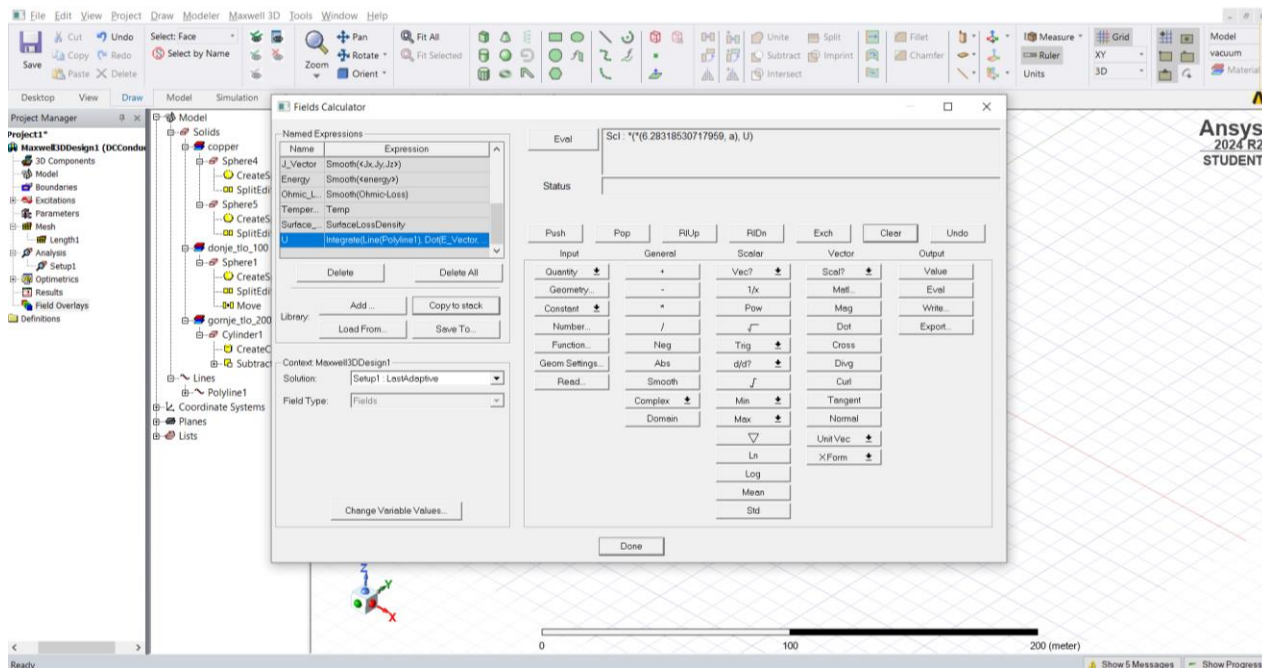 File Edit View Project Draw Modeler Maxwell 3D Tools Window Help
Save
Cut
Copy
Paste
Undo
Redo
Delete
Select: Face
Select by Name
Zoom
Pan
Rotate
Orient
Fit All
Fit Selected
Unite
Subtract
Intersect
Split
Imprint
Fillet
Chamfer
Measure
Ruler
Units
Grid
XY
3D
Model
vacuum
Material
Desktop View Draw Model Simulation
Project Manager
Project1*
Maxwell3DDesign1 (DCCondu
3D Components
Model
Boundaries
Excitations
Parameters
Mesh
Length1
Analysis
Setup1
Optimetrics
Results
Field Overlays
Definitions
Model
Solids
copper
Sphere4
CreateS
SplitEdi
Sphere5
CreateS
SplitEdi
donje_tlo_100
Sphere1
CreateS
SplitEdi
Move
gornje_tlo_200
Cylinder1
CreateC
Subtract
Lines
Polyline1
Coordinate Systems
Planes
Lists
Fields Calculator
Named Expressions
Name Expression
J_Vector Smooth(<Jx,Jy,Jz>)
Energy Smooth(<energy>)
Ohmic_L... Smooth(Ohmic-Loss)
Temper... Temp
Surface_... SurfaceLossDensity
U Integrate(Line(Polyline1), Dot(E_Vector, ...
Delete Delete All
Library:
Add ... Copy to stack
Load From... Save To...
Context: Maxwell3DDesign1
Solution: Setup1 : LastAdaptive
Field Type: Fields
Change Variable Values...
Eval
Scl : *(*(6.28318530717959, a), U)
Status
Push Pop RlUp RlDn Exch Clear Undo
Input General Scalar Vector Output
Quantity + Vec? Scal? Value
Geometry... - 1/x Matl... Eval
Constant * Pow Mag Write...
Number... / √ Dot Export...
Function... Neg Trig Cross
Geom Settings... Abs d/d? Divg
Read... Smooth ∫ Curl
Complex Min Tangent
Domain Max Normal
▽ Unit Vec
Ln XForm
Log
Mean
Std
Done
Ansys
2024 R2
STUDENT
Z
Y
X
0 100 200 (meter)
Ready
Show 5 Messages Show Progress